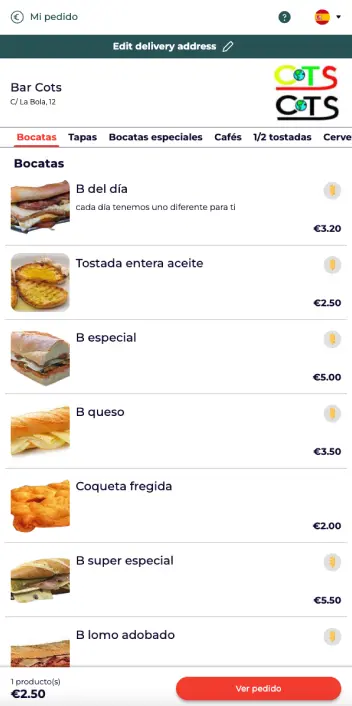 Mi pedido
?
Edit delivery address
Bar Cots
C/ La Bola, 12
COTS
COTS
Bocatas Tapas Bocatas especiales Cafés 1/2 tostadas Cerve
Bocatas
B del día
cada día tenemos uno diferente para ti
€3.20
Tostada entera aceite
€2.50
B especial
€5.00
B queso
€3.50
Coqueta fregida
€2.00
B super especial
€5.50
B lomo adobado
1 producto(s)
€2.50
Ver pedido